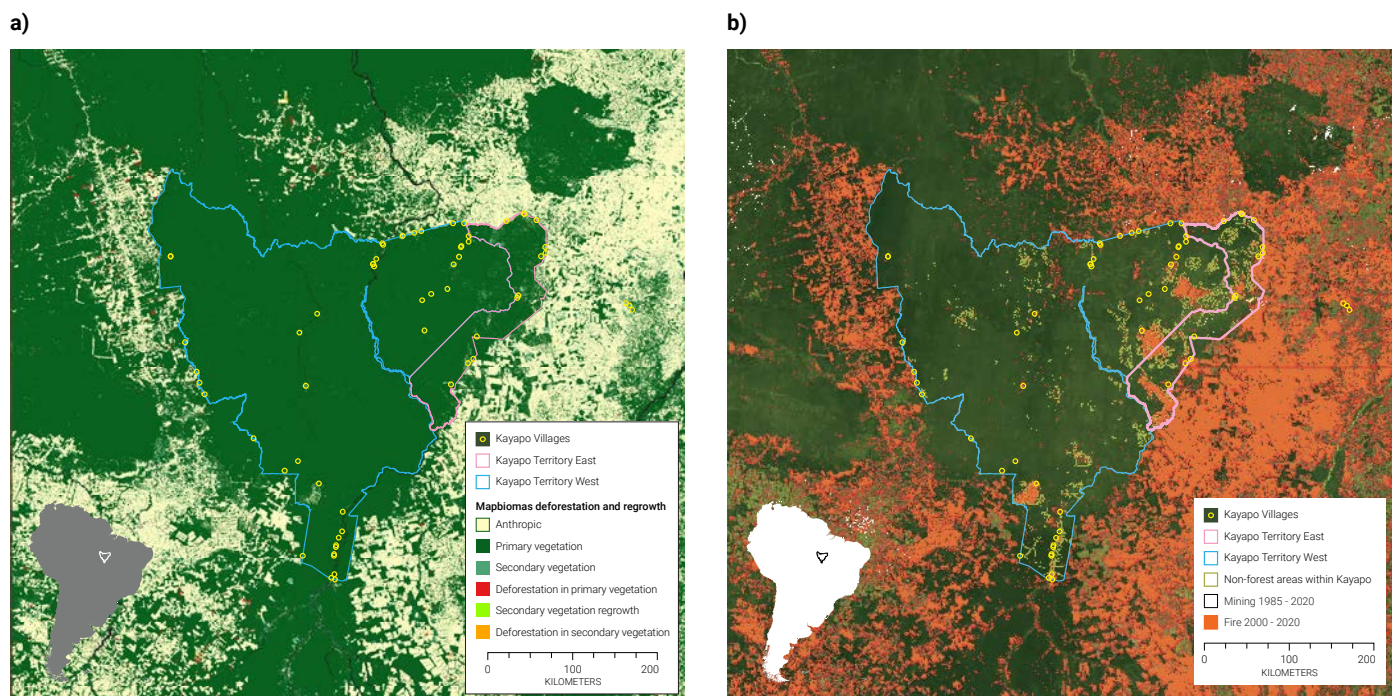 a)
Kayapo Villages
Kayapo Territory East
Kayapo Territory West
Mapbiomas deforestation and regrowth
Anthropic
Primary vegetation
Secondary vegetation
Deforestation in primary vegetation
Secondary vegetation regrowth
Deforestation in secondary vegetation
0 100 200
KILOMETERS
b)
Kayapo Villages
Kayapo Territory East
Kayapo Territory West
Non-forest areas within Kayapo
Mining 1985 - 2020
Fire 2000 - 2020
0 100 200
KILOMETERS